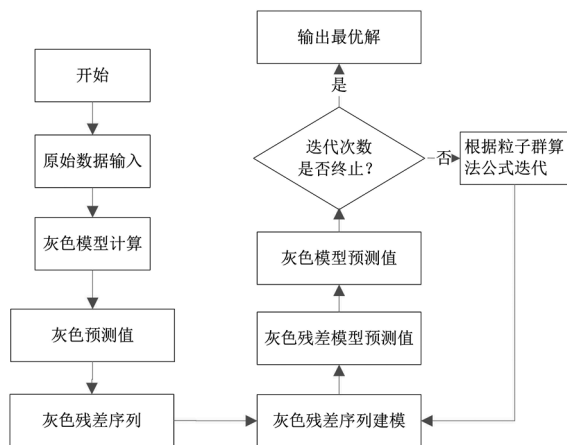 开始
原始数据输入
灰色模型计算
灰色预测值
灰色残差序列
灰色残差序列建模
灰色残差模型预测值
灰色模型预测值
迭代次数
是否终止？
是
输出最优解
否
根据粒子群算
法公式迭代